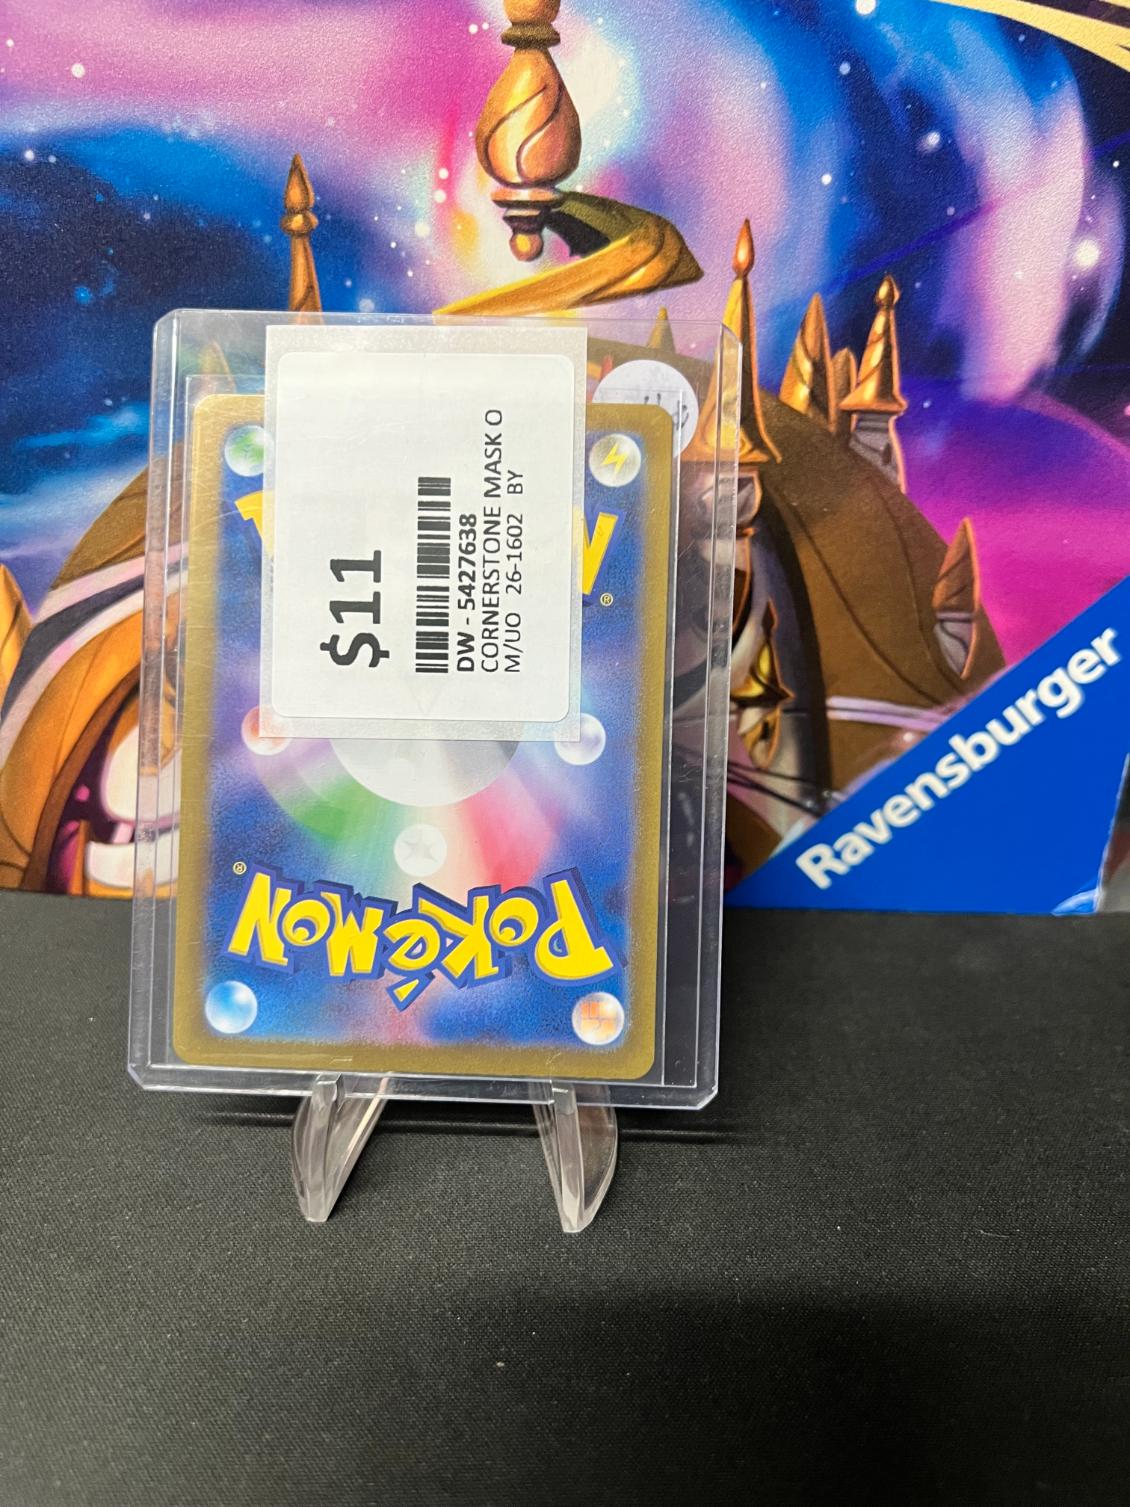 $11
DW - 5427638
CORNERSTONE MASK O
M/UO 26-1602 BY
Ravensburger
POKéMON
®
®